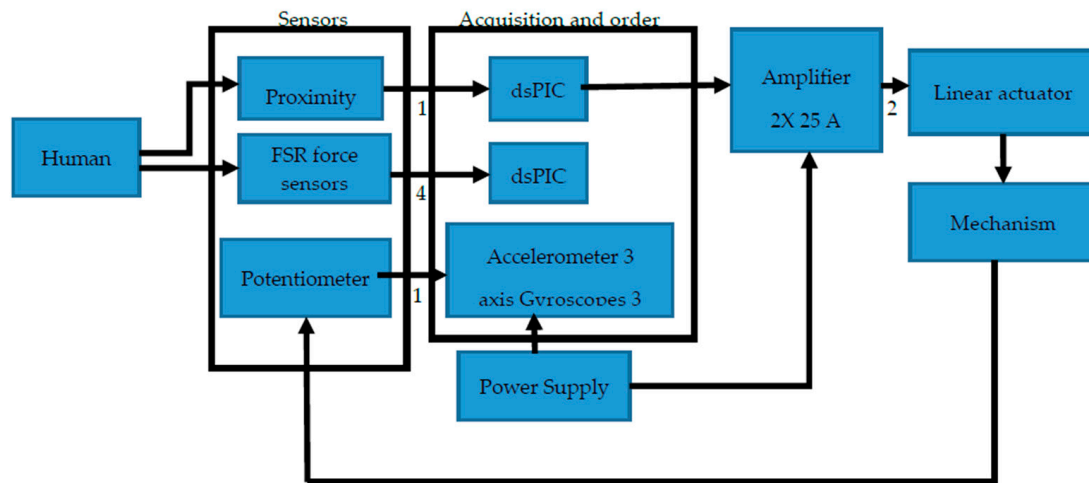 Sensors
Acquisition and order
Human
Proximity
1
dsPIC
Amplifier
2X 25 A
2
Linear actuator
FSR force
sensors
4
dsPIC
Mechanism
Potentiometer
1
Accelerometer 3
axis Gyroscopes 3
Power Supply